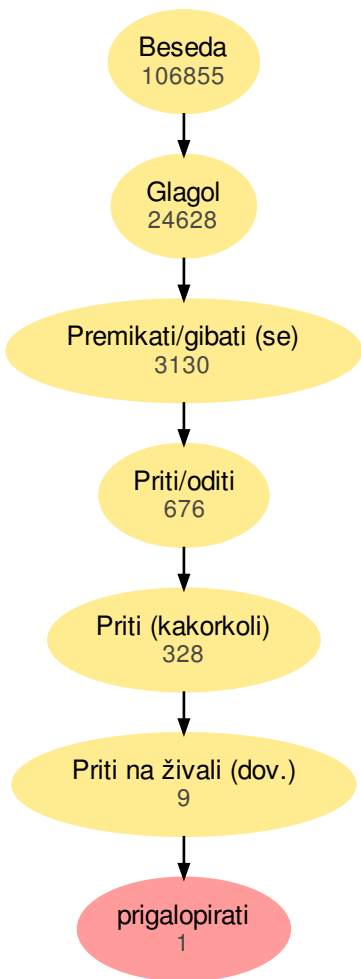 Beseda
106855
Glagol
24628
Premikati/gibati (se)
3130
Priti/oditi
676
Priti (kakorkoli)
328
Priti na živali (dov.)
9
prigalopirati
1